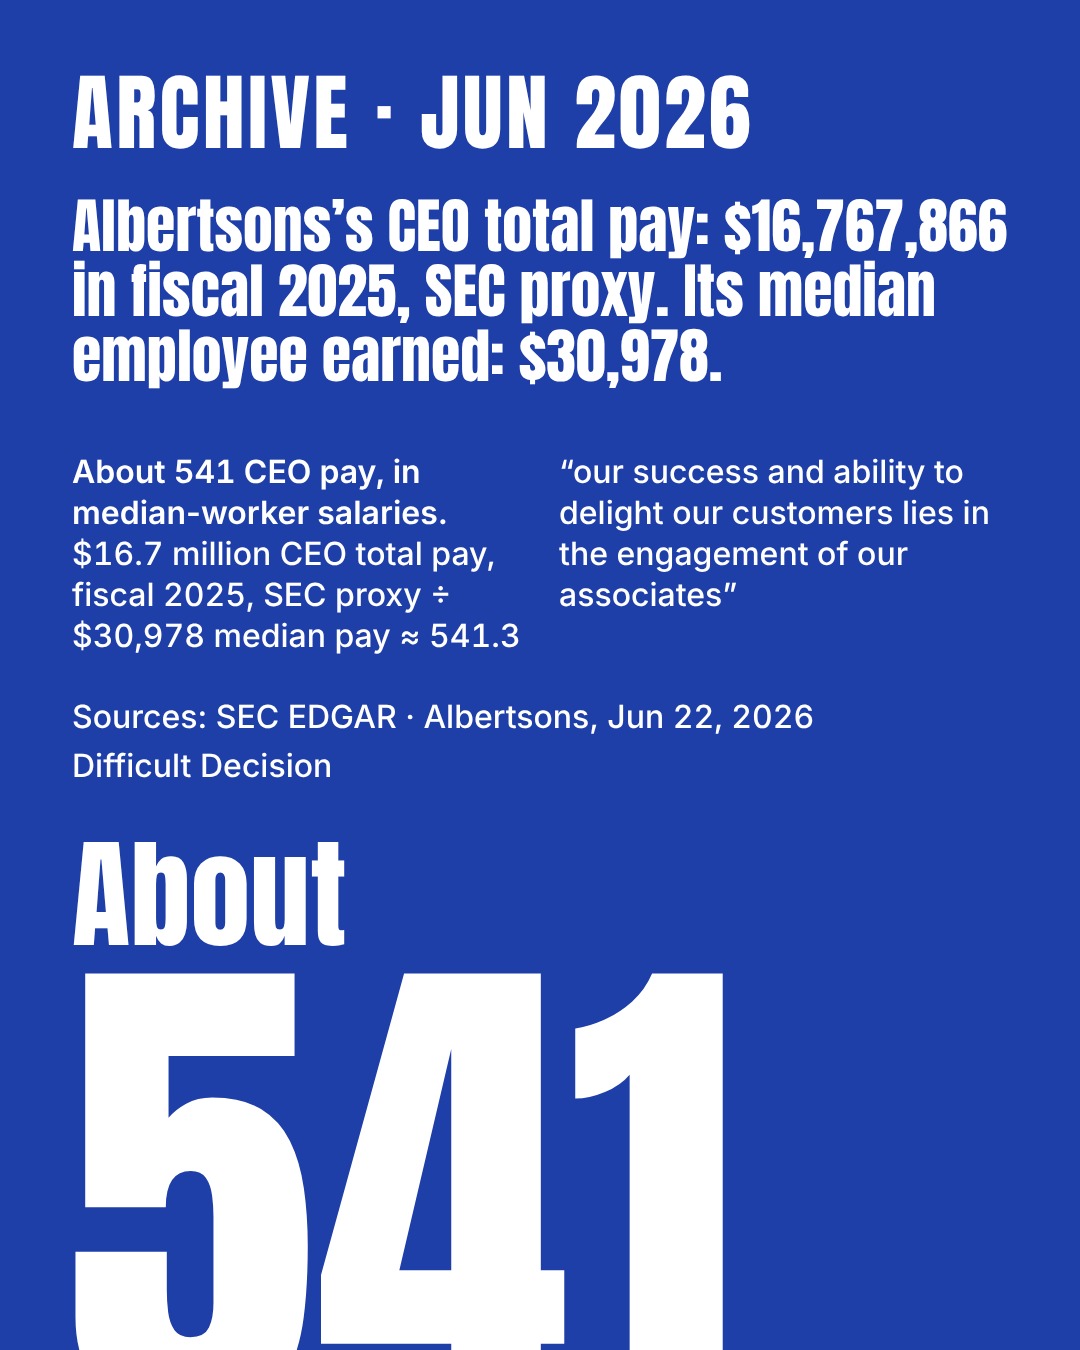 ARCHIVE · JUN 2026
Albertsons’s CEO total pay: $16,767,866
in fiscal 2025, SEC proxy. Its median
employee earned: $30,978.
About 541 CEO pay, in
median-worker salaries.
$16.7 million CEO total pay,
fiscal 2025, SEC proxy ÷
$30,978 median pay ≈ 541.3
“our success and ability to
delight our customers lies in
the engagement of our
associates”
Sources: SEC EDGAR · Albertsons, Jun 22, 2026
Difficult Decision
About
541